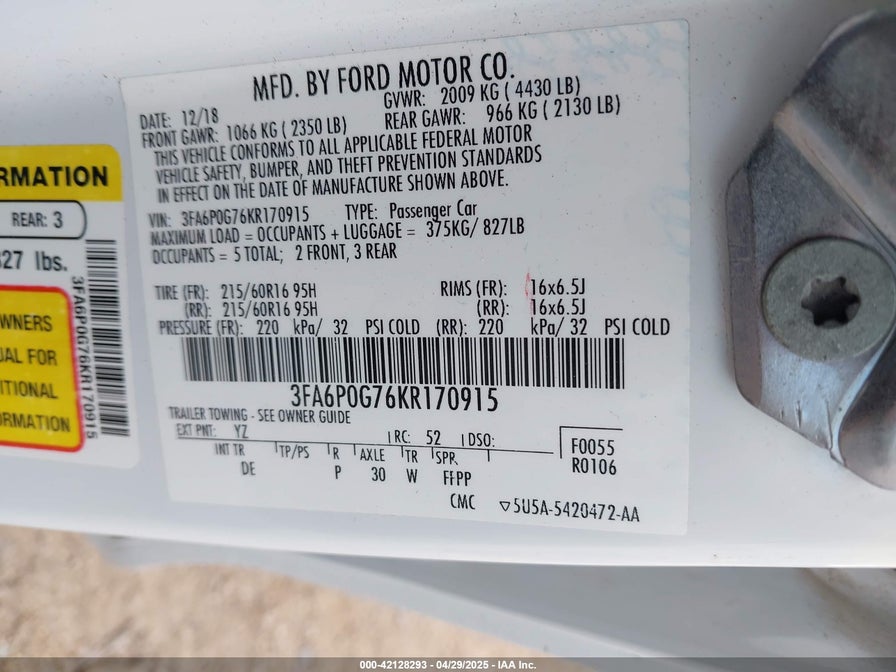 MFD. BY FORD MOTOR CO.
DATE: 12/18 GVWR: 2009 KG ( 4430 LB)
FRONT GAWR: 1066 KG ( 2350 LB) REAR GAWR: 966 KG ( 2130 LB)
THIS VEHICLE CONFORMS TO ALL APPLICABLE FEDERAL MOTOR
VEHICLE SAFETY, BUMPER, AND THEFT PREVENTION STANDARDS
IN EFFECT ON THE DATE OF MANUFACTURE SHOWN ABOVE.
VIN: 3FA6P0G76KR170915 TYPE: Passenger Car
MAXIMUM LOAD = OCCUPANTS + LUGGAGE = 375KG/ 827LB
OCCUPANTS = 5 TOTAL; 2 FRONT, 3 REAR
TIRE (FR): 215/60R16 95H RIMS (FR): 16x6.5J
(RR): 215/60R16 95H (RR): 16x6.5J
PRESSURE (FR): 220 kPa/ 32 PSI COLD (RR): 220 kPa/ 32 PSI COLD
3FA6P0G76KR170915
TRAILER TOWING - SEE OWNER GUIDE
EXT PNT: YZ RC: 52 DSO:
INT TR TP/PS R AXLE TR SPR
DE P 30 W FFPP
F0055
R0106
CMC ▽5U5A-5420472-AA
RMATION
REAR: 3
27 lbs.
3FA6P0G76KR170915
WNERS
UAL FOR
ITIONAL
ORMATION
000-42128293 - 04/29/2025 - IAA Inc.